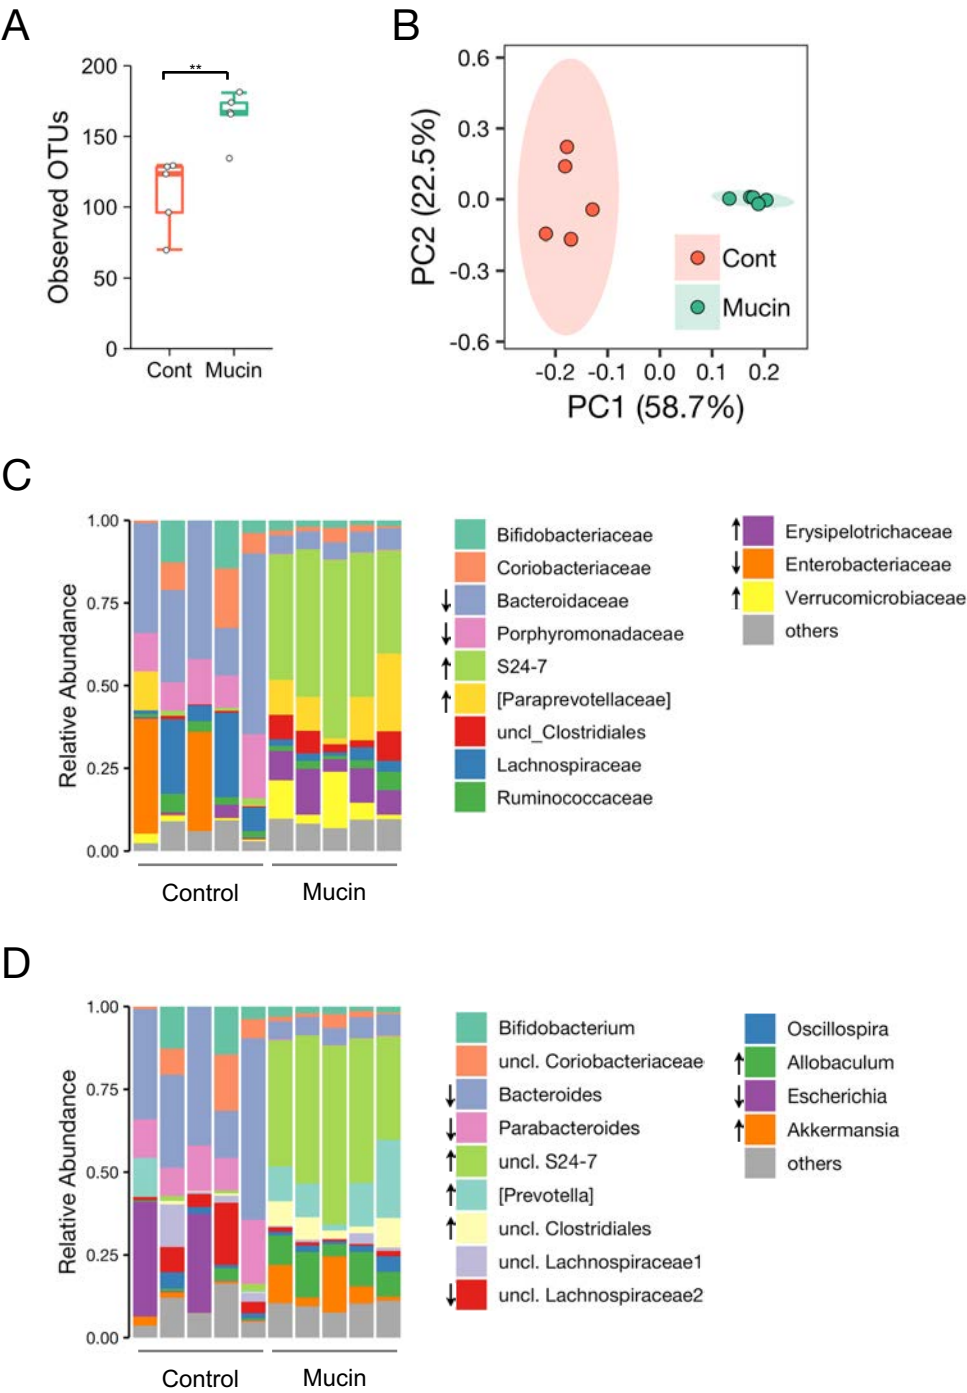 A
B
200
150
100
50
0
Observed OTUs
**
Cont Mucin
0.6
0.3
0.0
-0.3
-0.6
PC2 (22.5%)
Cont
Mucin
-0.2 -0.1 0.0 0.1 0.2
PC1 (58.7%)
C
1.00
0.75
0.50
0.25
0.00
Relative Abundance
Control
Mucin
Bifidobacteriaceae
Coriobacteriaceae
↓ Bacteroidaceae
↓ Porphyromonadaceae
↑ S24-7
↑ [Paraprevotellaceae]
uncl_Clostridiales
Lachnospiraceae
Ruminococcaceae
↑ Erysipelotrichaceae
↓ Enterobacteriaceae
↑ Verrucomicrobiaceae
others
D
1.00
0.75
0.50
0.25
0.00
Relative Abundance
Control
Mucin
Bifidobacterium
uncl. Coriobacteriaceae
↓ Bacteroides
↓ Parabacteroides
↑ uncl. S24-7
↑ [Prevotella]
↑ uncl. Clostridiales
uncl. Lachnospiraceae1
↓ uncl. Lachnospiraceae2
Oscillospira
↑ Allobaculum
↓ Escherichia
↑ Akkermansia
others